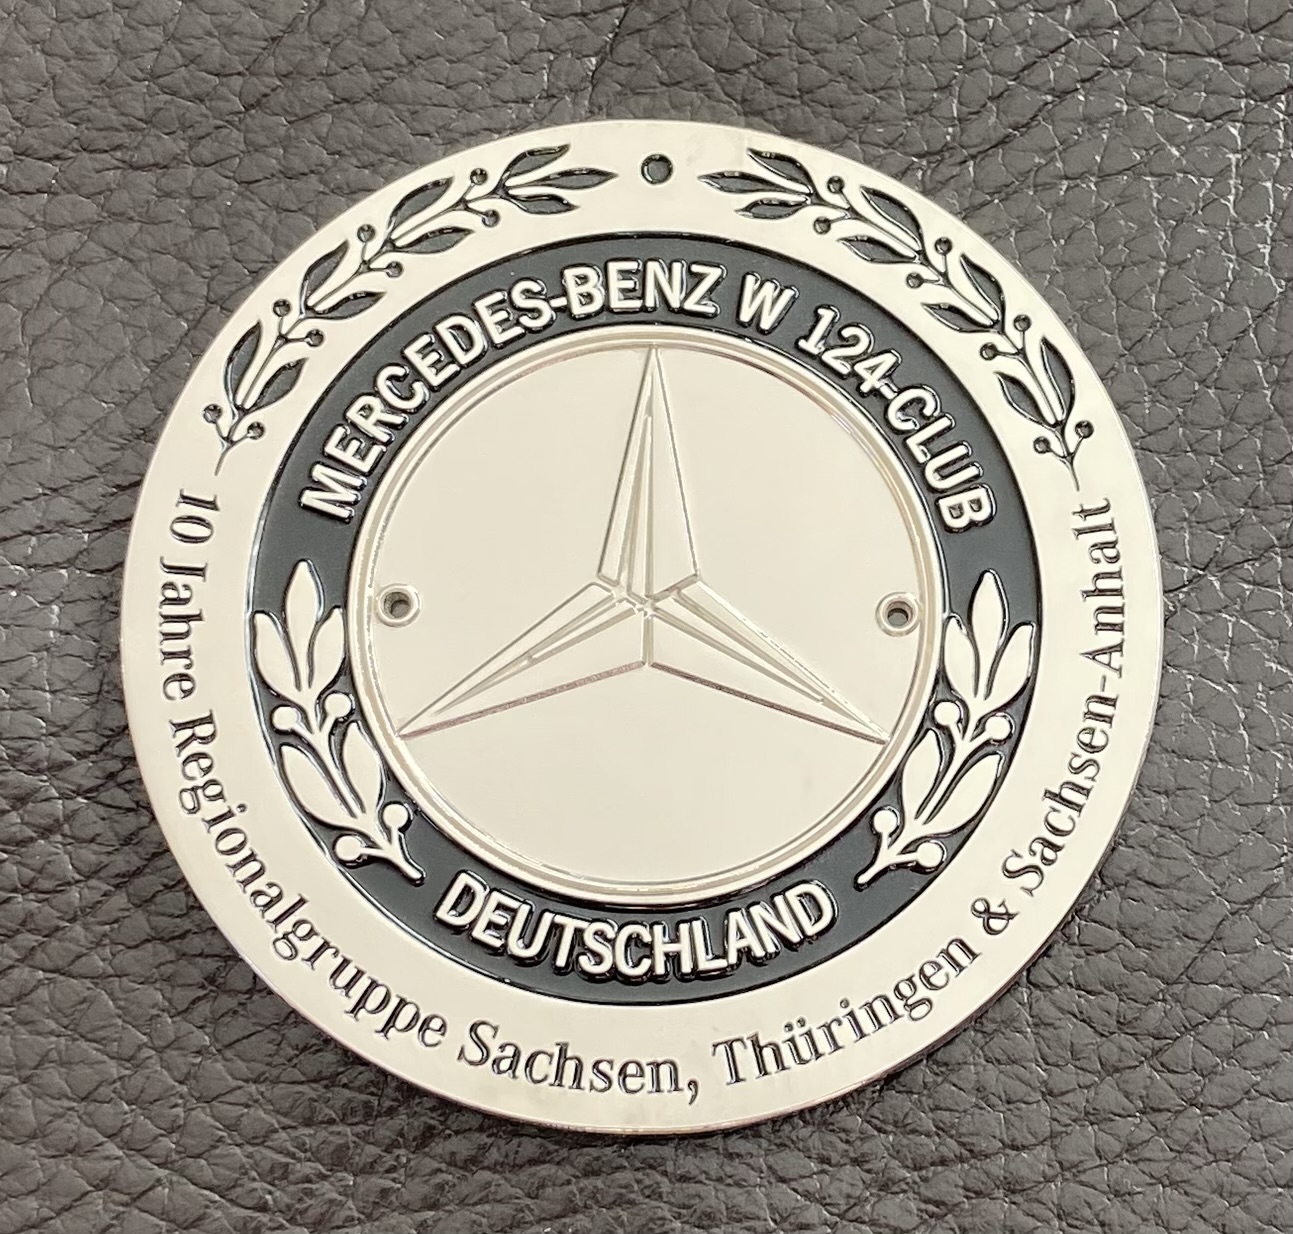 MERCEDES-BENZ W 124-CLUB
DEUTSCHLAND
10 Jahre Regionalgruppe Sachsen, Thüringen & Sachsen-Anhalt